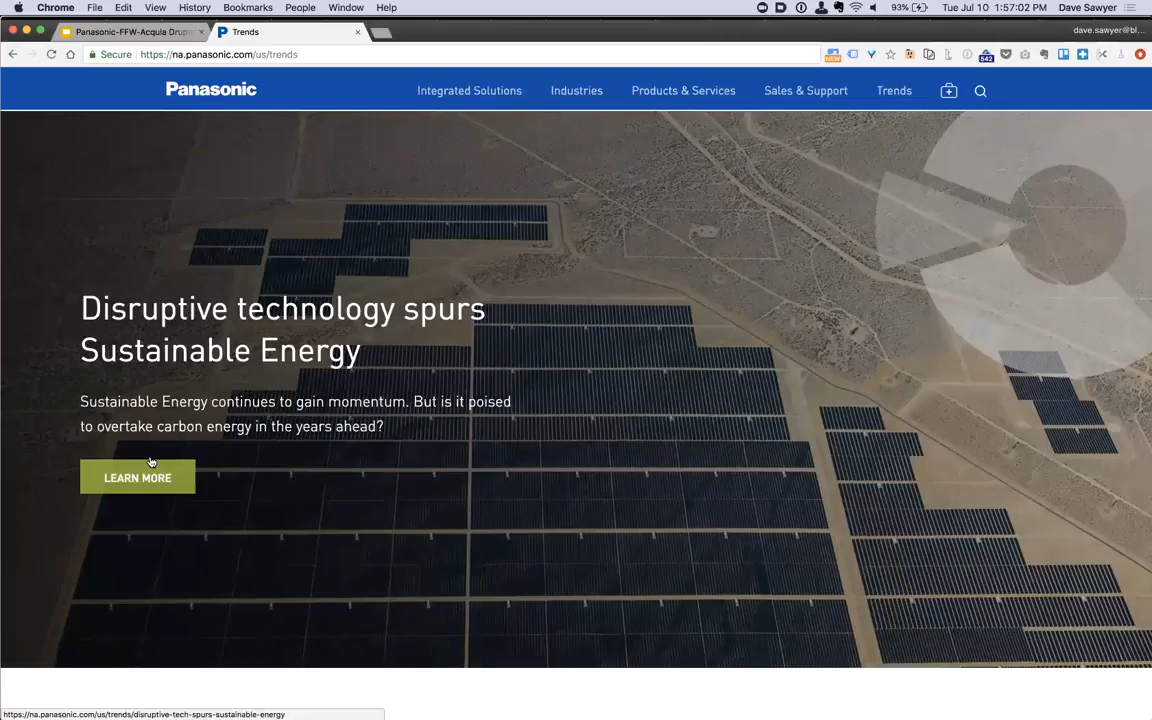 Chrome File Edit View History Bookmarks People Window Help 93% Tue Jul 10 1:57:02 PM Dave Sawyer
Panasonic-FFW-Acquia Drup Trends dave.sawyer@bl...
Secure https://na.panasonic.com/us/trends NEW 542
Panasonic Integrated Solutions Industries Products & Services Sales & Support Trends
Disruptive technology spurs
Sustainable Energy
Sustainable Energy continues to gain momentum. But is it poised
to overtake carbon energy in the years ahead?
LEARN MORE
https://na.panasonic.com/us/trends/disruptive-tech-spurs-sustainable-energy